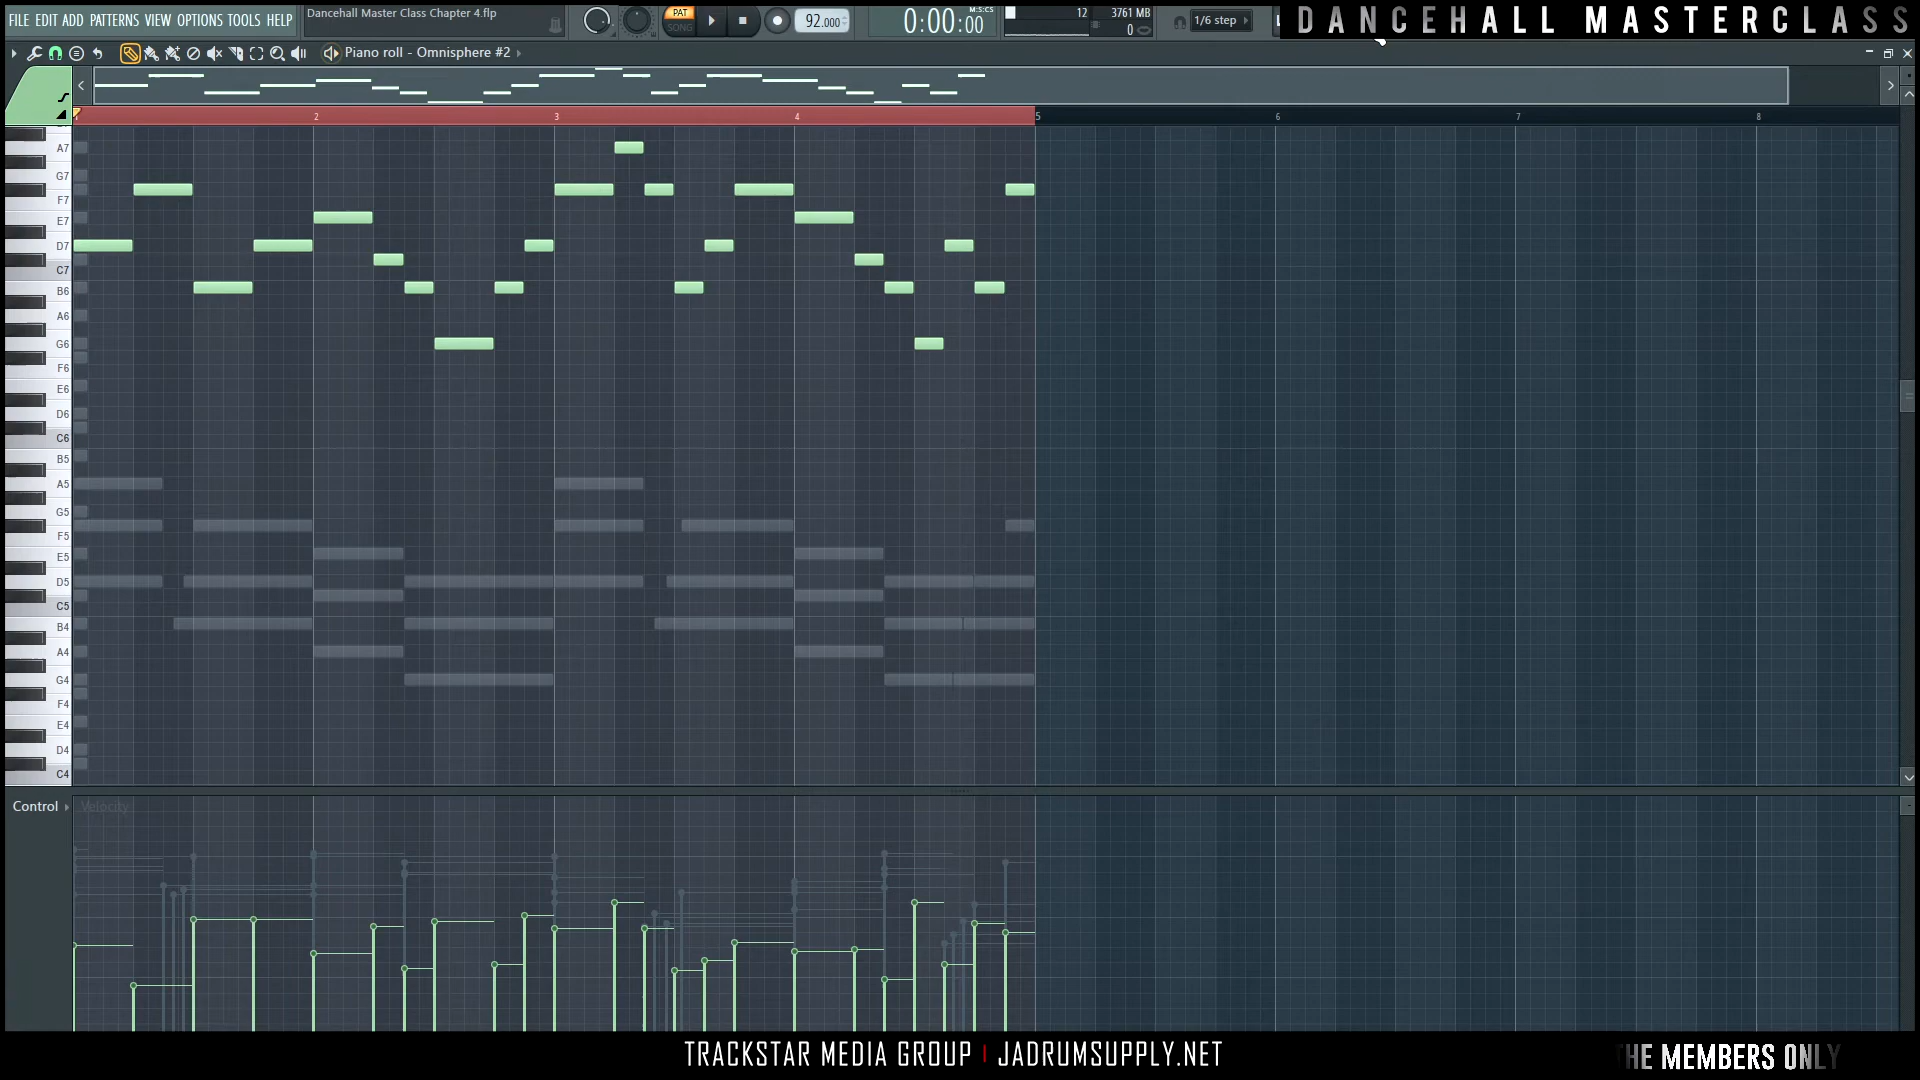 FILE EDIT ADD PATTERNS VIEW OPTIONS TOOLS HELP
Dancehall Master Class Chapter 4.flp
PAT
SONG
92.000
0:00:00
M:S:CS
12
3761 MB
0
1/6 step
DANCEHALL MASTERCLASS
Piano roll - Omnisphere #2
2
3
4
5
6
7
8
A7
G7
F7
E7
D7
C7
B6
A6
G6
F6
E6
D6
C6
B5
A5
G5
F5
E5
D5
C5
B4
A4
G4
F4
E4
D4
C4
Control
Velocity
TRACKSTAR MEDIA GROUP | JADRUMSUPPLY.NET
THE MEMBERS ONLY